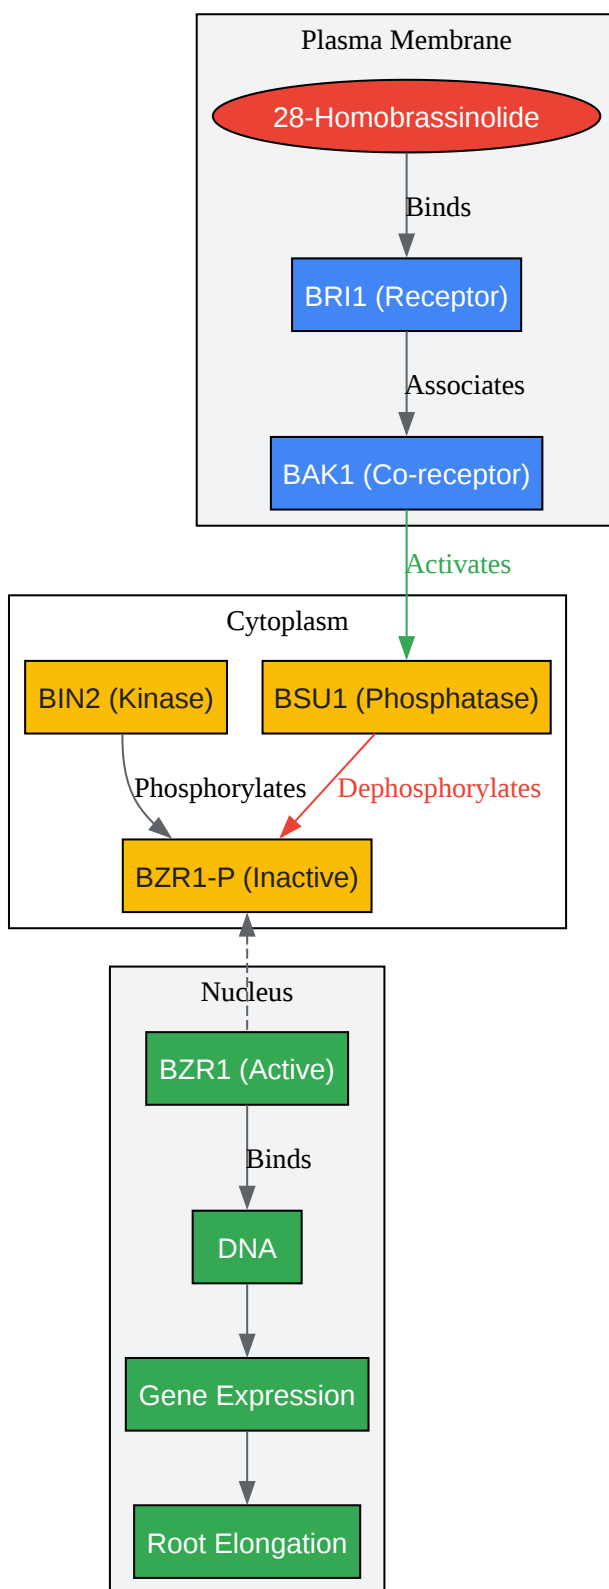 Plasma Membrane
28-Homobrassinolide
Binds
BRI1 (Receptor)
Associates
BAK1 (Co-receptor)
Activates
Cytoplasm
BIN2 (Kinase)
BSU1 (Phosphatase)
Phosphorylates
Dephosphorylates
BZR1-P (Inactive)
Nucleus
BZR1 (Active)
Binds
DNA
Gene Expression
Root Elongation